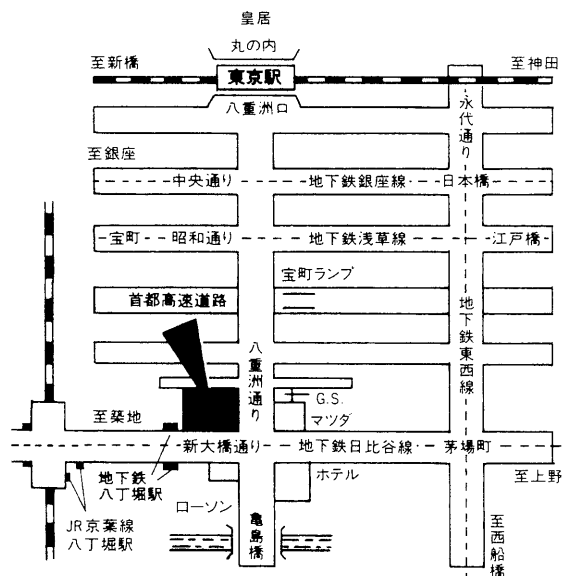 皇居
丸の内
至新橋
東京駅
至神田
八重洲口
永代通り
至銀座
中央通り
地下鉄銀座線
日本橋
宝町
昭和通り
地下鉄浅草線
江戸橋
宝町ランプ
首都高速道路
地下鉄東西線
八重洲通り
G.S.
マツダ
至築地
新大橋通り
地下鉄日比谷線
茅場町
至上野
地下鉄
八丁堀駅
ホテル
ローソン
JR京葉線
八丁堀駅
亀島橋
至西船橋